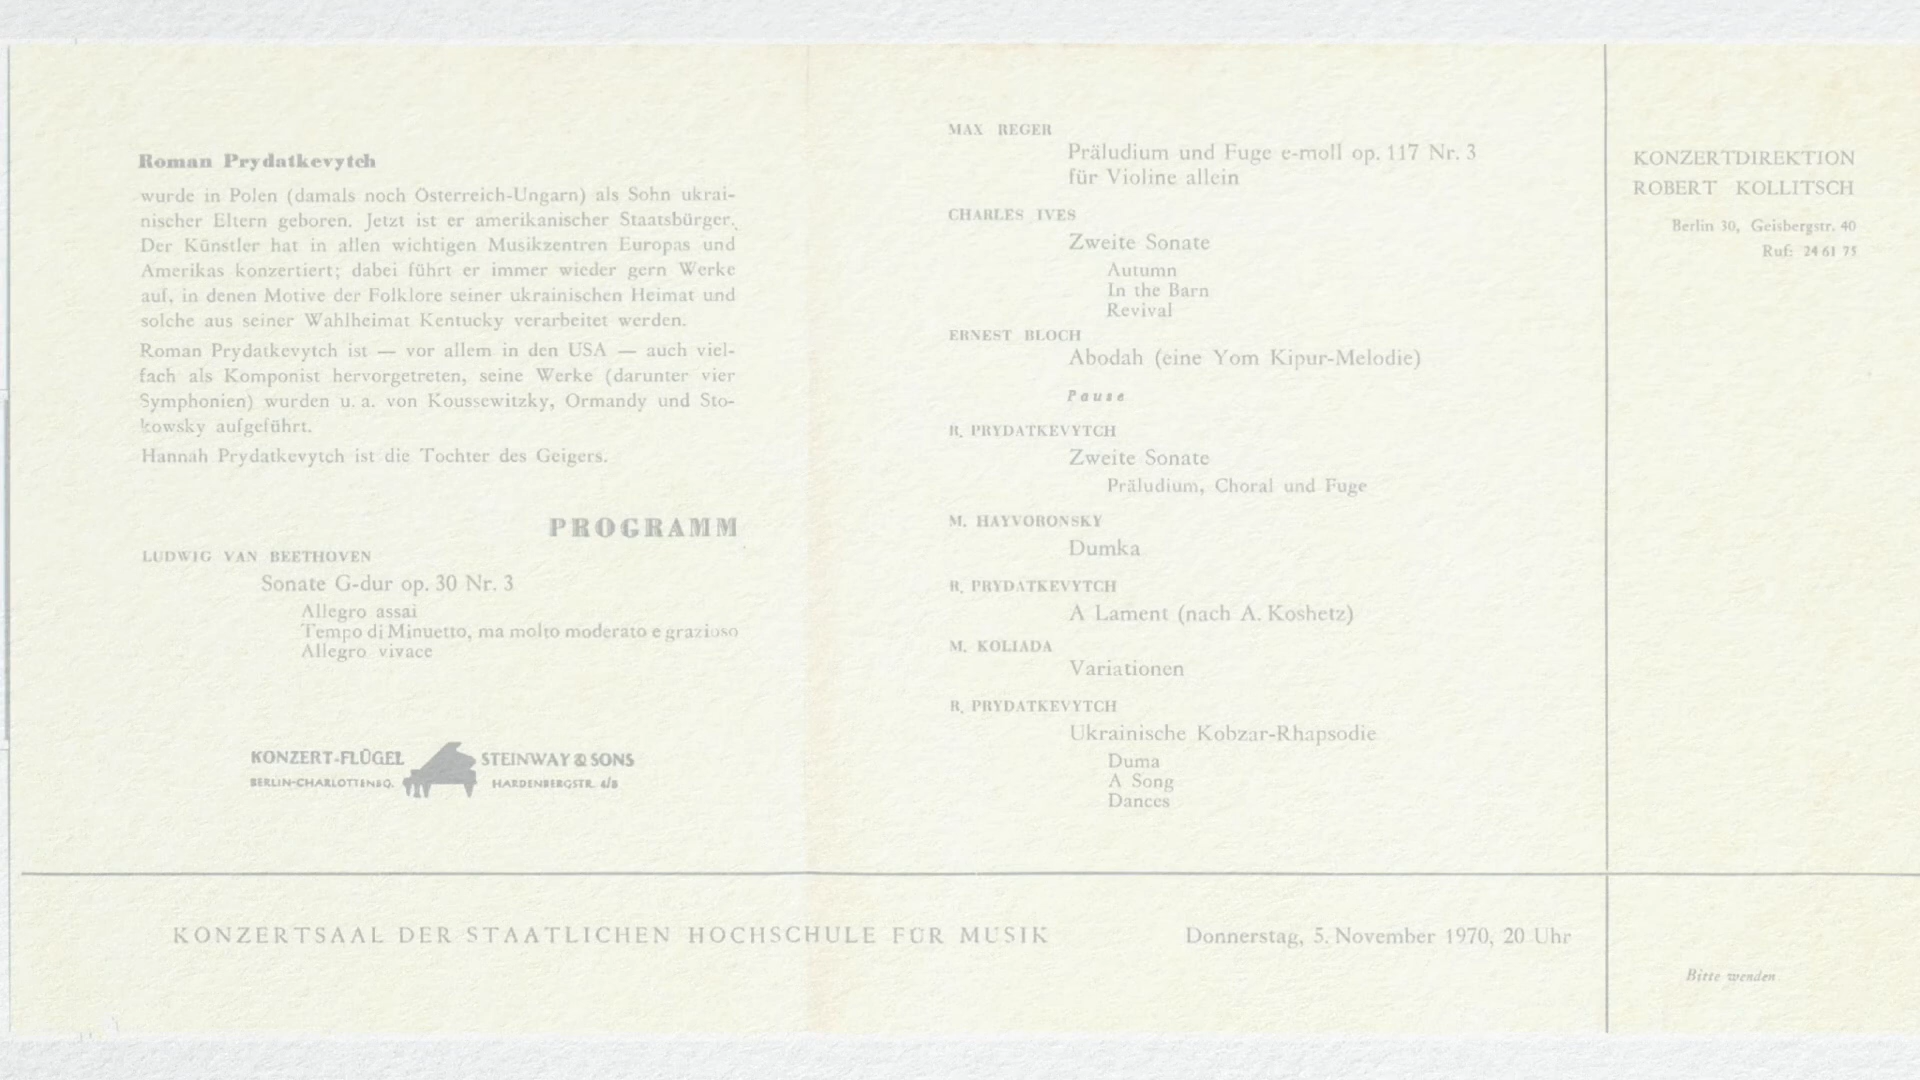 Roman Prydatkevytch
wurde in Polen (damals noch Österreich-Ungarn) als Sohn ukrai-
nischer Eltern geboren. Jetzt ist er amerikanischer Staatsbürger.
Der Künstler hat in allen wichtigen Musikzentren Europas und
Amerikas konzertiert; dabei führt er immer wieder gern Werke
auf, in denen Motive der Folklore seiner ukrainischen Heimat und
solche aus seiner Wahlheimat Kentucky verarbeitet werden.
Roman Prydatkevytch ist — vor allem in den USA — auch viel-
fach als Komponist hervorgetreten, seine Werke (darunter vier
Symphonien) wurden u. a. von Koussewitzky, Ormandy und Sto-
kowsky aufgeführt.
Hannah Prydatkevytch ist die Tochter des Geigers.
PROGRAMM
LUDWIG VAN BEETHOVEN
Sonate G-dur op. 30 Nr. 3
Allegro assai
Tempo di Minuetto, ma molto moderato e grazioso
Allegro vivace
KONZERT-FLÜGEL STEINWAY & SONS
BERLIN-CHARLOTTENBG. HARDENBERGSTR. 4/8
MAX REGER
Präludium und Fuge e-moll op. 117 Nr. 3
für Violine allein
CHARLES IVES
Zweite Sonate
Autumn
In the Barn
Revival
ERNEST BLOCH
Abodah (eine Yom Kipur-Melodie)
Pause
R. PRYDATKEVYTCH
Zweite Sonate
Präludium, Choral und Fuge
M. HAYVORONSKY
Dumka
R. PRYDATKEVYTCH
A Lament (nach A. Koshetz)
M. KOLIADA
Variationen
R. PRYDATKEVYTCH
Ukrainische Kobzar-Rhapsodie
Duma
A Song
Dances
KONZERTDIREKTION
ROBERT KOLLITSCH
Berlin 30, Geisbergstr. 40
Ruf: 24 61 75
KONZERTSAAL DER STAATLICHEN HOCHSCHULE FÜR MUSIK
Donnerstag, 5. November 1970, 20 Uhr
Bitte wenden